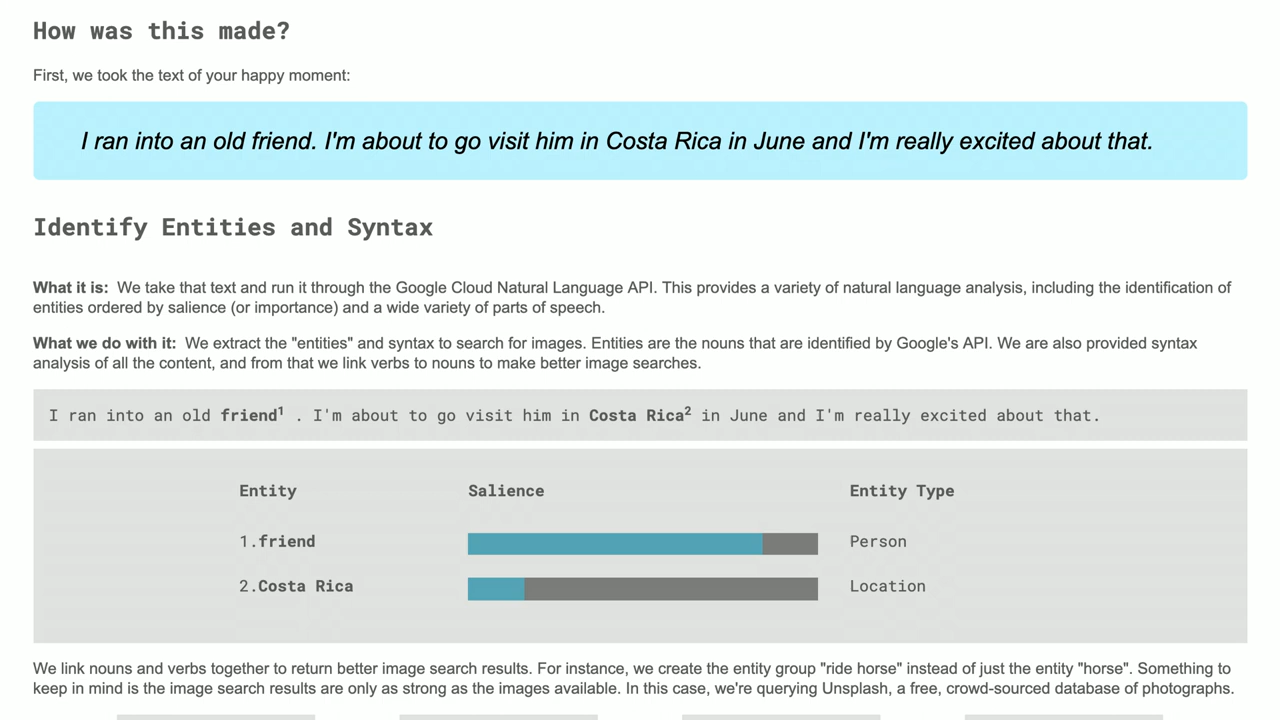 How was this made?
First, we took the text of your happy moment:
I ran into an old friend. I'm about to go visit him in Costa Rica in June and I'm really excited about that.
Identify Entities and Syntax
What it is: We take that text and run it through the Google Cloud Natural Language API. This provides a variety of natural language analysis, including the identification of
entities ordered by salience (or importance) and a wide variety of parts of speech.
What we do with it: We extract the "entities" and syntax to search for images. Entities are the nouns that are identified by Google's API. We are also provided syntax
analysis of all the content, and from that we link verbs to nouns to make better image searches.
I ran into an old friend¹ . I'm about to go visit him in Costa Rica² in June and I'm really excited about that.
Entity Salience Entity Type
1.friend Person
2.Costa Rica Location
We link nouns and verbs together to return better image search results. For instance, we create the entity group "ride horse" instead of just the entity "horse". Something to
keep in mind is the image search results are only as strong as the images available. In this case, we're querying Unsplash, a free, crowd-sourced database of photographs.